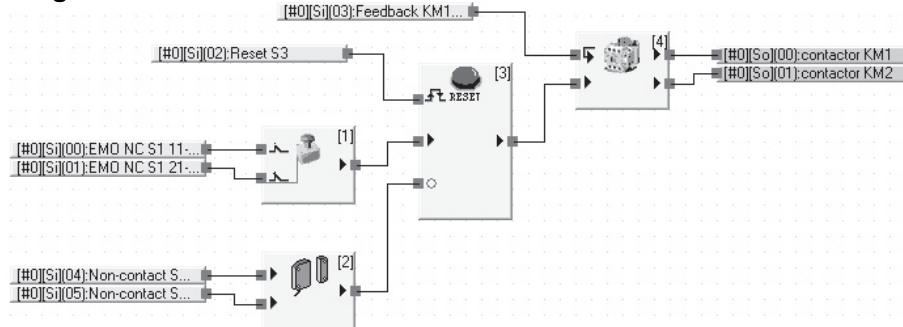 [#0][Si](03):Feedback KM1...
[4]
[#0][So](00):contactor KM1
[#0][So](01):contactor KM2
[#0][Si](02):Reset S3
[3]
RESET
[#0][Si](00):EMO NC S1 11-...
[#0][Si](01):EMO NC S1 21-...
[1]
[#0][Si](04):Non-contact S...
[#0][Si](05):Non-contact S...
[2]